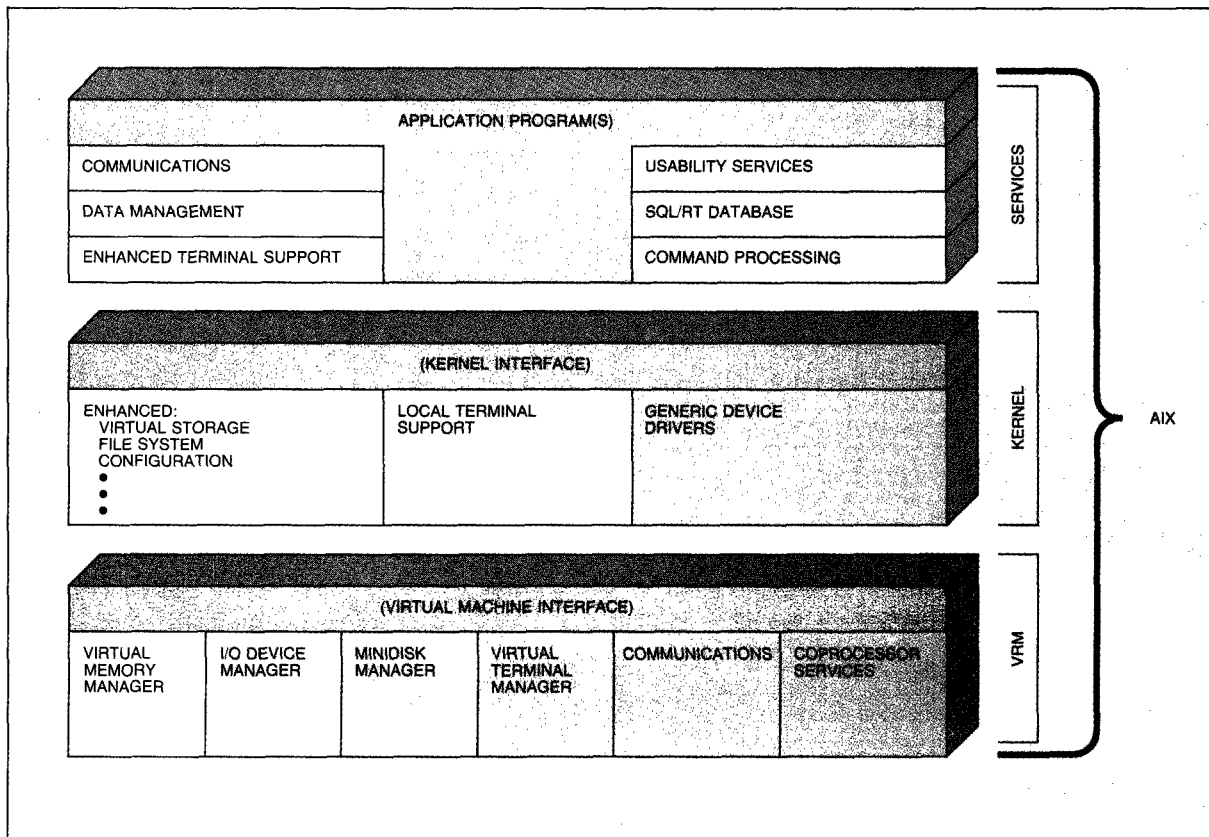 APPLICATION PROGRAM(S)
COMMUNICATIONS
DATA MANAGEMENT
ENHANCED TERMINAL SUPPORT
USABILITY SERVICES
SQL/RT DATABASE
COMMAND PROCESSING
SERVICES
(KERNEL INTERFACE)
ENHANCED:
VIRTUAL STORAGE
FILE SYSTEM
CONFIGURATION
LOCAL TERMINAL
SUPPORT
GENERIC DEVICE
DRIVERS
KERNEL
AIX
(VIRTUAL MACHINE INTERFACE)
VIRTUAL
MEMORY
MANAGER
I/O DEVICE
MANAGER
MINIDISK
MANAGER
VIRTUAL
TERMINAL
MANAGER
COMMUNICATIONS
COPROCESSOR
SERVICES
VRM